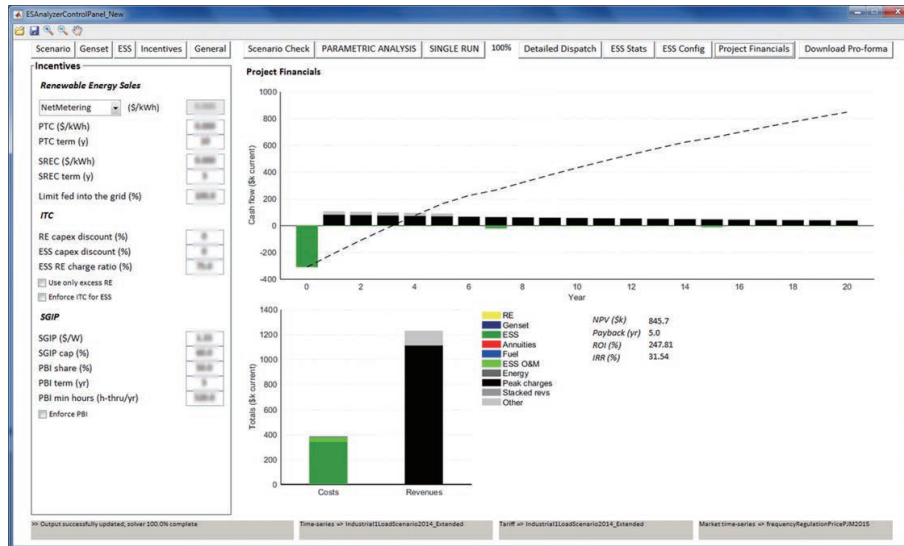 ESAnalyzerControlPanel_New
Scenario Genset ESS Incentives General Scenario Check PARAMETRIC ANALYSIS SINGLE RUN 100% Detailed Dispatch ESS Stats ESS Config Project Financials Download Pro-forma
Incentives
Renewable Energy Sales
NetMetering ($/kWh)
PTC ($/kWh)
PTC term (y)
SREC ($/kWh)
SREC term (y)
Limit fed into the grid (%)
ITC
RE capex discount (%)
ESS capex discount (%)
ESS RE charge ratio (%)
Use only excess RE
Enforce ITC for ESS
SGIP
SGIP ($/W)
SGIP cap (%)
PBI share (%)
PBI term (yr)
PBI min hours (h-thru/yr)
Enforce PBI
Project Financials
Cash flow ($k current)
1000
800
600
400
200
0
-200
-400
0 2 4 6 8 10 12 14 16 18 20
Year
Totals ($k current)
1400
1200
1000
800
600
400
200
0
Costs Revenues
RE
Genset
ESS
Annuities
Fuel
ESS O&M
Energy
Peak charges
Stacked revs
Other
NPV ($k) 845.7
Payback (yr) 5.0
ROI (%) 247.81
IRR (%) 31.54
>> Output successfully updated, solver 100.0% complete
Time-series => Industrial1LoadScenario2014_Extended
Tariff => Industrial1LoadScenario2014_Extended
Market time-series => frequencyRegulationPricePJM2015